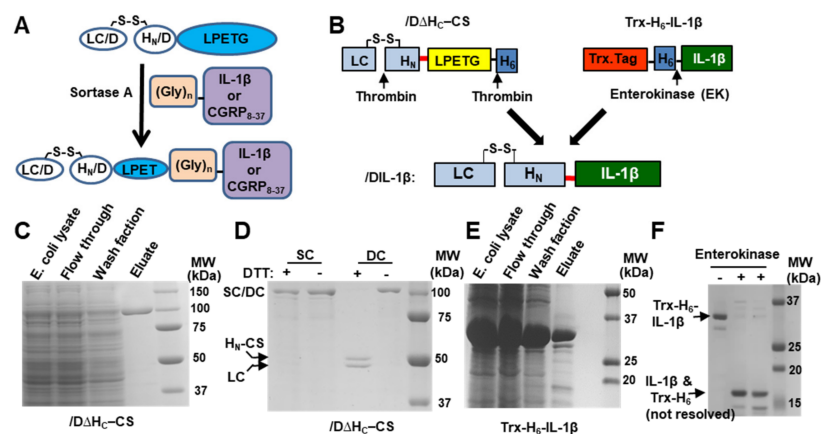 A
S–S
LC/D
HN/D
LPETG
Sortase A
(Gly)n
IL-1β
or
CGRP8-37
S–S
LC/D
HN/D
LPET
(Gly)n
IL-1β
or
CGRP8-37
B
/DΔHC–CS
Trx-H6-IL-1β
S–S
LC
HN
LPETG
H6
Trx.Tag
H6
IL-1β
Thrombin
Thrombin
Enterokinase (EK)
/DIL-1β:
S–S
LC
HN
IL-1β
C
E. coli lysate
Flow through
Wash faction
Eluate
MW
(kDa)
150
100
75
50
37
/DΔHC–CS
D
SC
DC
DTT:
+
-
+
-
MW
(kDa)
SC/DC
HN-CS
LC
100
75
50
37
/DΔHC–CS
E
E. coli lysate
Flow through
Wash faction
Eluate
MW
(kDa)
50
37
25
20
Trx-H6-IL-1β
F
Enterokinase
- + +
MW
(kDa)
Trx-H6-
IL-1β
IL-1β &
Trx-H6
(not resolved)
37
25
20
15